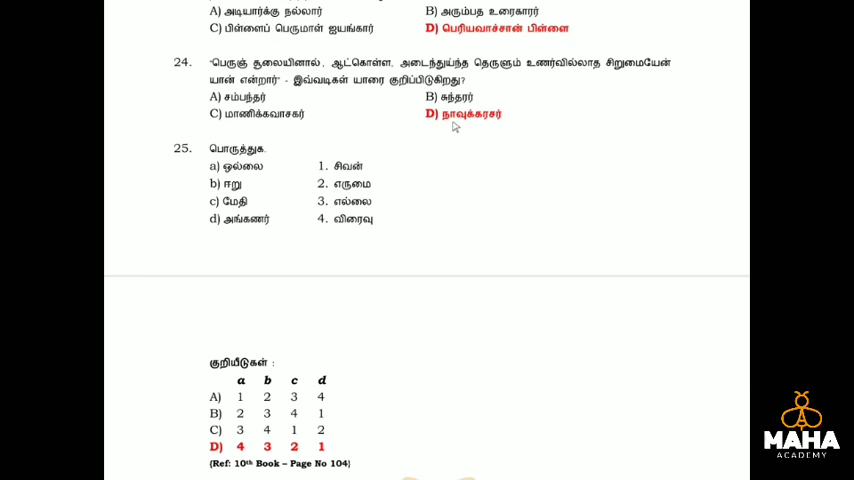 A) அடியார்க்கு நல்லார் B) அரும்பத உரைகாரர்
C) பிள்ளைப் பெருமாள் ஐயங்கார் D) பெரியவாச்சான் பிள்ளை
24. "பெருஞ் சூலையினால், ஆட்கொள்ள, அடைந்துய்ந்த தெருளும் உணர்வில்லாத சிறுமையேன்
யான் என்றார்" - இவ்வடிகள் யாரை குறிப்பிடுகிறது?
A) சம்பந்தர் B) சுந்தரர்
C) மாணிக்கவாசகர் D) நாவுக்கரசர்
25. பொருத்துக.
a) ஒல்லை 1. சிவன்
b) ஈறு 2. எருமை
c) மேதி 3. எல்லை
d) அங்கணர் 4. விரைவு
குறியீடுகள் :
a b c d
A) 1 2 3 4
B) 2 3 4 1
C) 3 4 1 2
D) 4 3 2 1
{Ref: 10th Book – Page No 104}
MAHA
ACADEMY